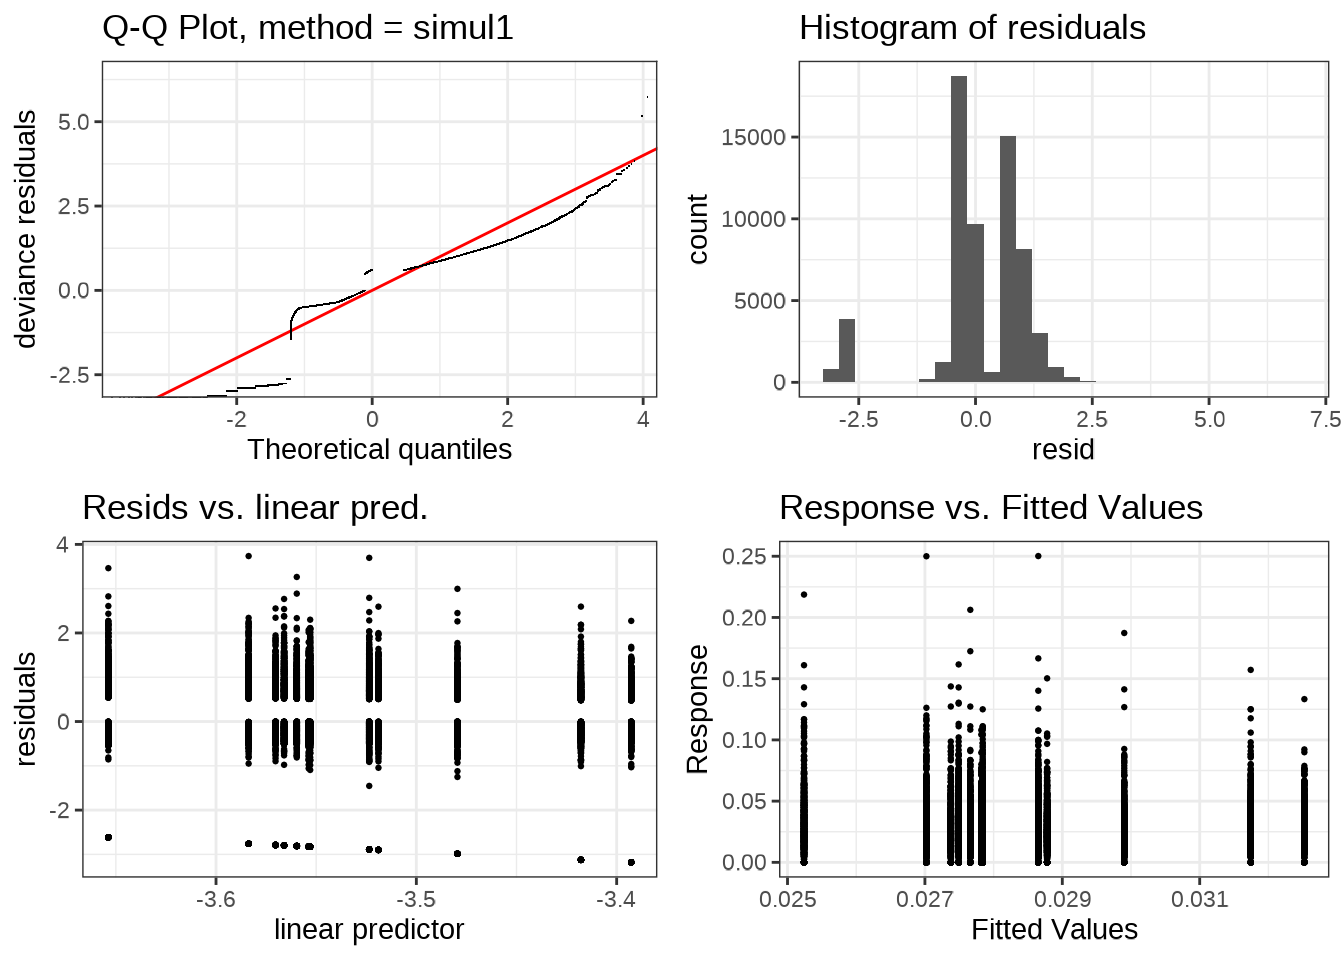 Q-Q Plot, method = simul1
deviance residuals
5.0
2.5
0.0
-2.5
-2 0 2 4
Theoretical quantiles
Histogram of residuals
count
15000
10000
5000
0
-2.5 0.0 2.5 5.0 7.5
resid
Resids vs. linear pred.
residuals
4
2
0
-2
-3.6 -3.5 -3.4
linear predictor
Response vs. Fitted Values
Response
0.25
0.20
0.15
0.10
0.05
0.00
0.025 0.027 0.029 0.031
Fitted Values